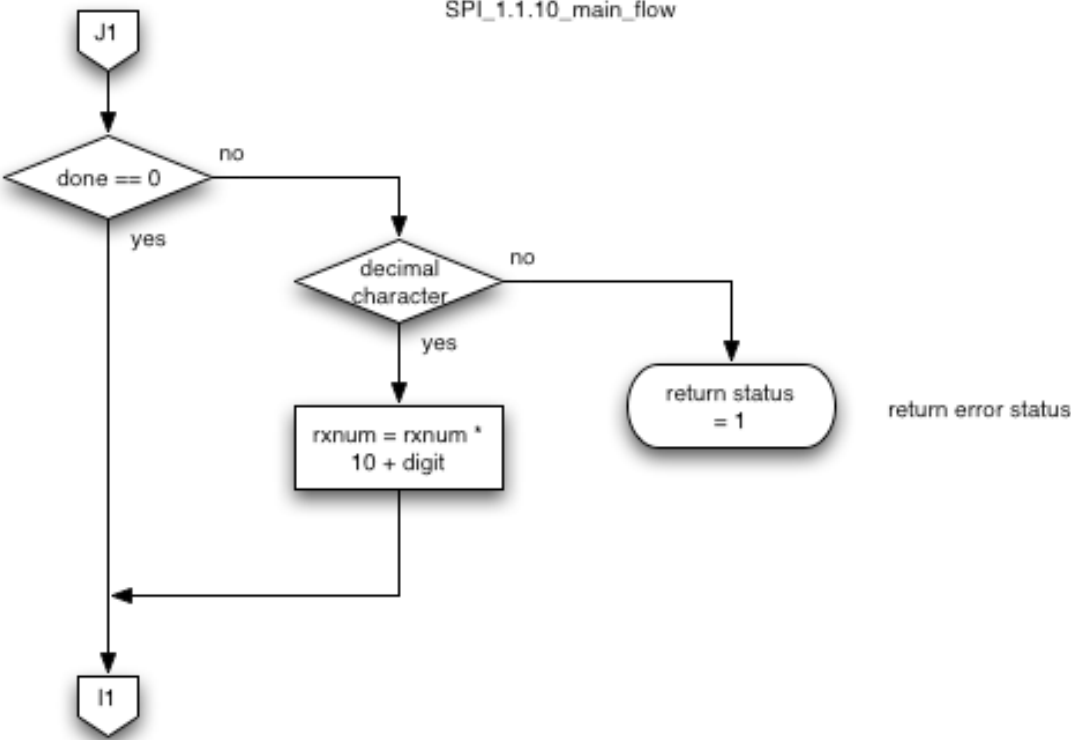 SPI_1.1.10_main_flow
J1
done == 0
no
yes
decimal
character
no
yes
rxnum = rxnum *
10 + digit
return status
= 1
return error status
I1